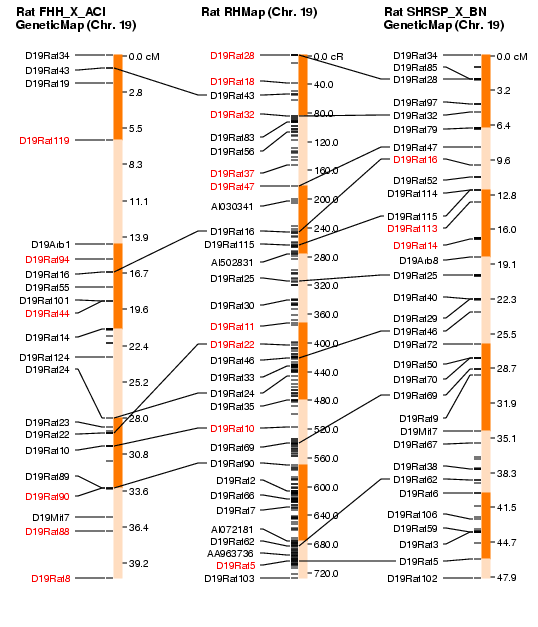 Rat FHH_X_ACI
GeneticMap (Chr. 19)
D19Rat34
D19Rat43
D19Rat19
D19Rat119
D19Arb1
D19Rat94
D19Rat16
D19Rat55
D19Rat101
D19Rat44
D19Rat14
D19Rat124
D19Rat24
D19Rat23
D19Rat22
D19Rat10
D19Rat89
D19Rat90
D19Mit7
D19Rat88
D19Rat8
0.0 cM
2.8
5.5
8.3
11.1
13.9
16.7
19.6
22.4
25.2
28.0
30.8
33.6
36.4
39.2
Rat RHMap (Chr. 19)
D19Rat28
D19Rat18
D19Rat43
D19Rat32
D19Rat83
D19Rat56
D19Rat37
D19Rat47
AI030341
D19Rat16
D19Rat115
AI502831
D19Rat25
D19Rat30
D19Rat11
D19Rat22
D19Rat46
D19Rat33
D19Rat24
D19Rat35
D19Rat10
D19Rat69
D19Rat90
D19Rat2
D19Rat66
D19Rat7
AI072181
D19Rat62
AA963736
D19Rat5
D19Rat103
0.0 cR
40.0
80.0
120.0
160.0
200.0
240.0
280.0
320.0
360.0
400.0
440.0
480.0
520.0
560.0
600.0
640.0
680.0
720.0
Rat SHRSP_X_BN
GeneticMap (Chr. 19)
D19Rat34
D19Rat85
D19Rat28
D19Rat97
D19Rat32
D19Rat79
D19Rat47
D19Rat16
D19Rat52
D19Rat114
D19Rat115
D19Rat113
D19Rat14
D19Arb8
D19Rat25
D19Rat40
D19Rat29
D19Rat46
D19Rat72
D19Rat50
D19Rat70
D19Rat69
D19Rat9
D19Mit7
D19Rat67
D19Rat38
D19Rat62
D19Rat6
D19Rat106
D19Rat59
D19Rat3
D19Rat5
D19Rat102
0.0 cM
3.2
6.4
9.6
12.8
16.0
19.1
22.3
25.5
28.7
31.9
35.1
38.3
41.5
44.7
47.9